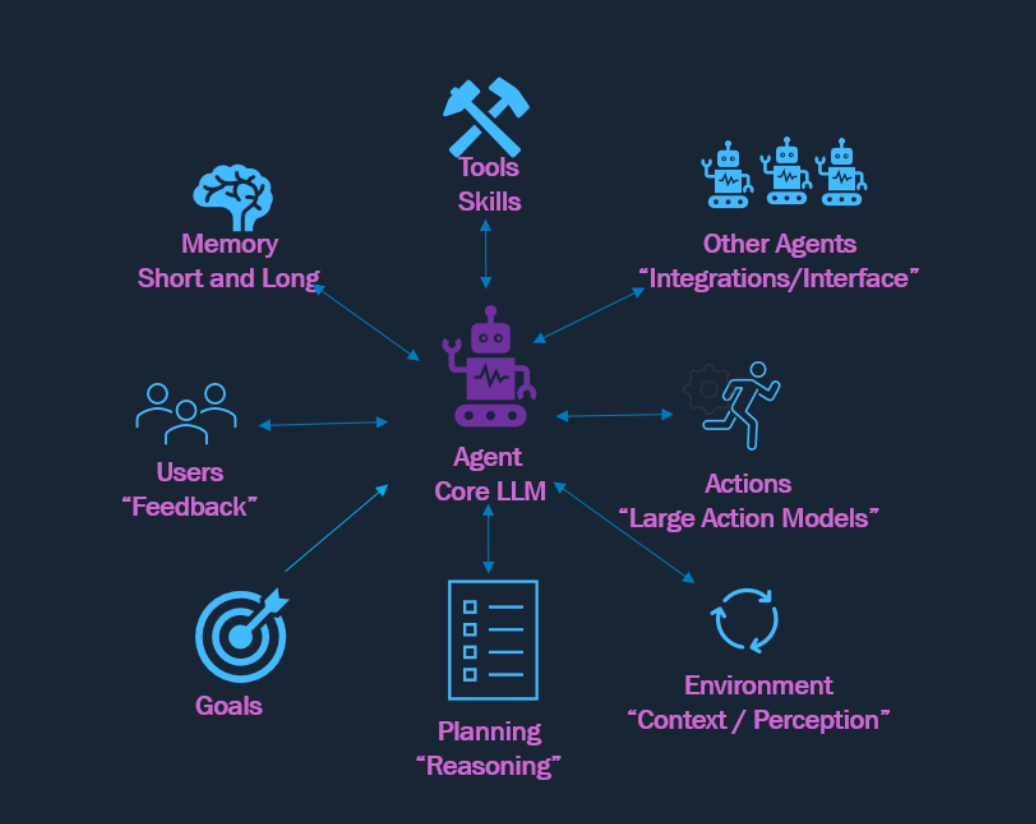 Tools
Skills
Memory
Short and Long
Other Agents
“Integrations/Interface”
Agent
Core LLM
Users
“Feedback”
Actions
“Large Action Models”
Goals
Planning
“Reasoning”
Environment
“Context / Perception”